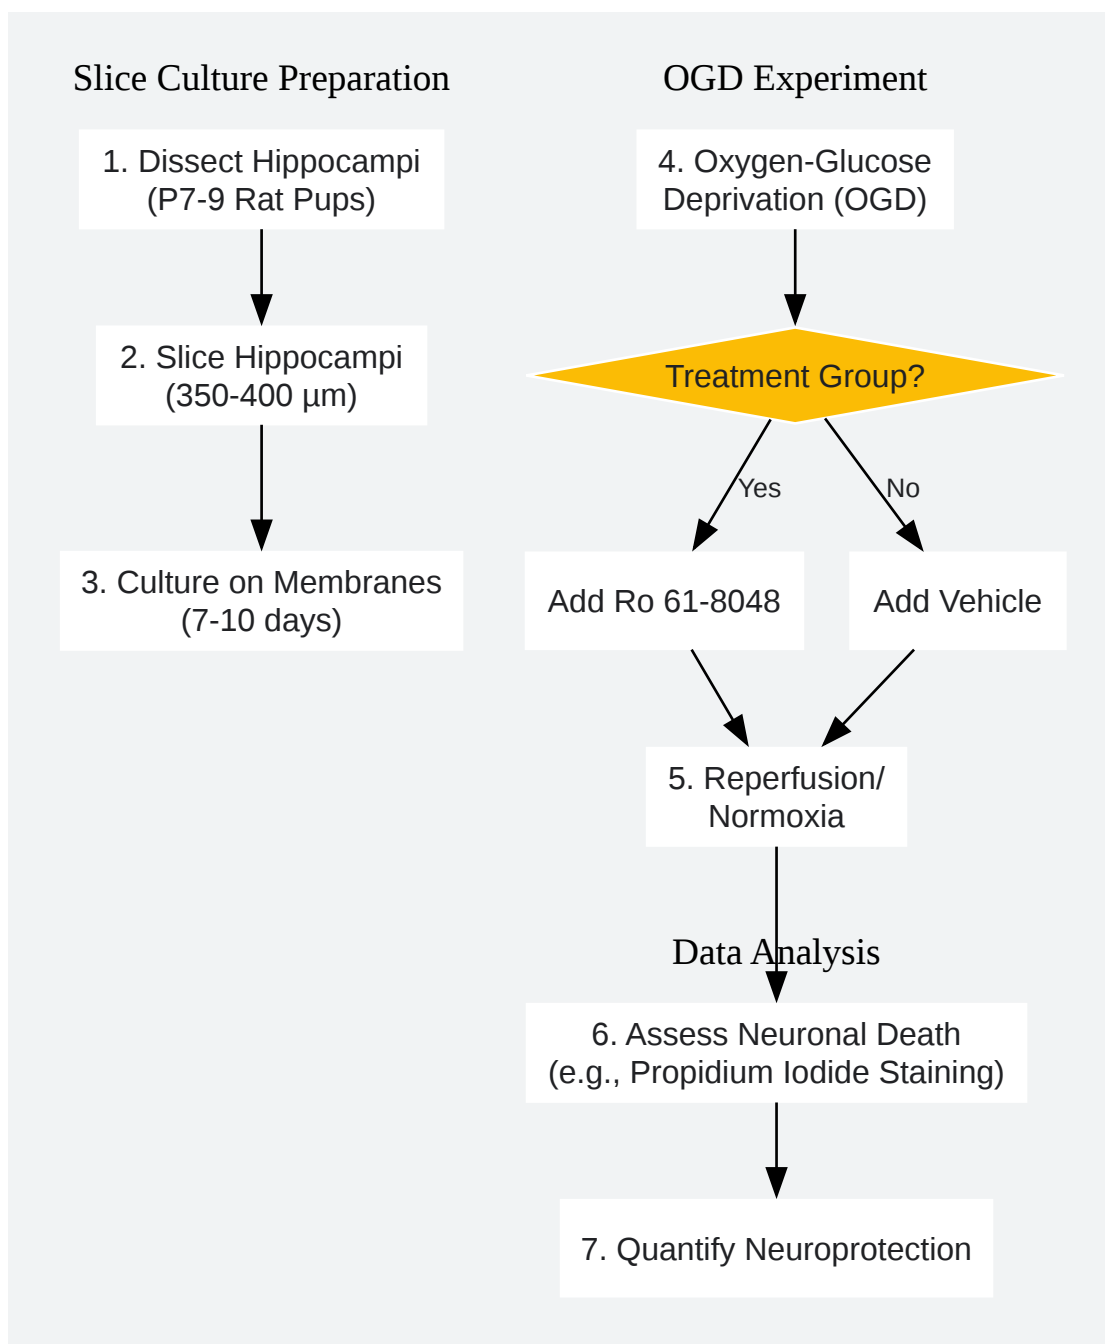 Slice Culture Preparation
1. Dissect Hippocampi
(P7-9 Rat Pups)
2. Slice Hippocampi
(350-400 µm)
3. Culture on Membranes
(7-10 days)
OGD Experiment
4. Oxygen-Glucose
Deprivation (OGD)
Treatment Group?
Yes
No
Add Ro 61-8048
Add Vehicle
5. Reperfusion/
Normoxia
Data Analysis
6. Assess Neuronal Death
(e.g., Propidium Iodide Staining)
7. Quantify Neuroprotection